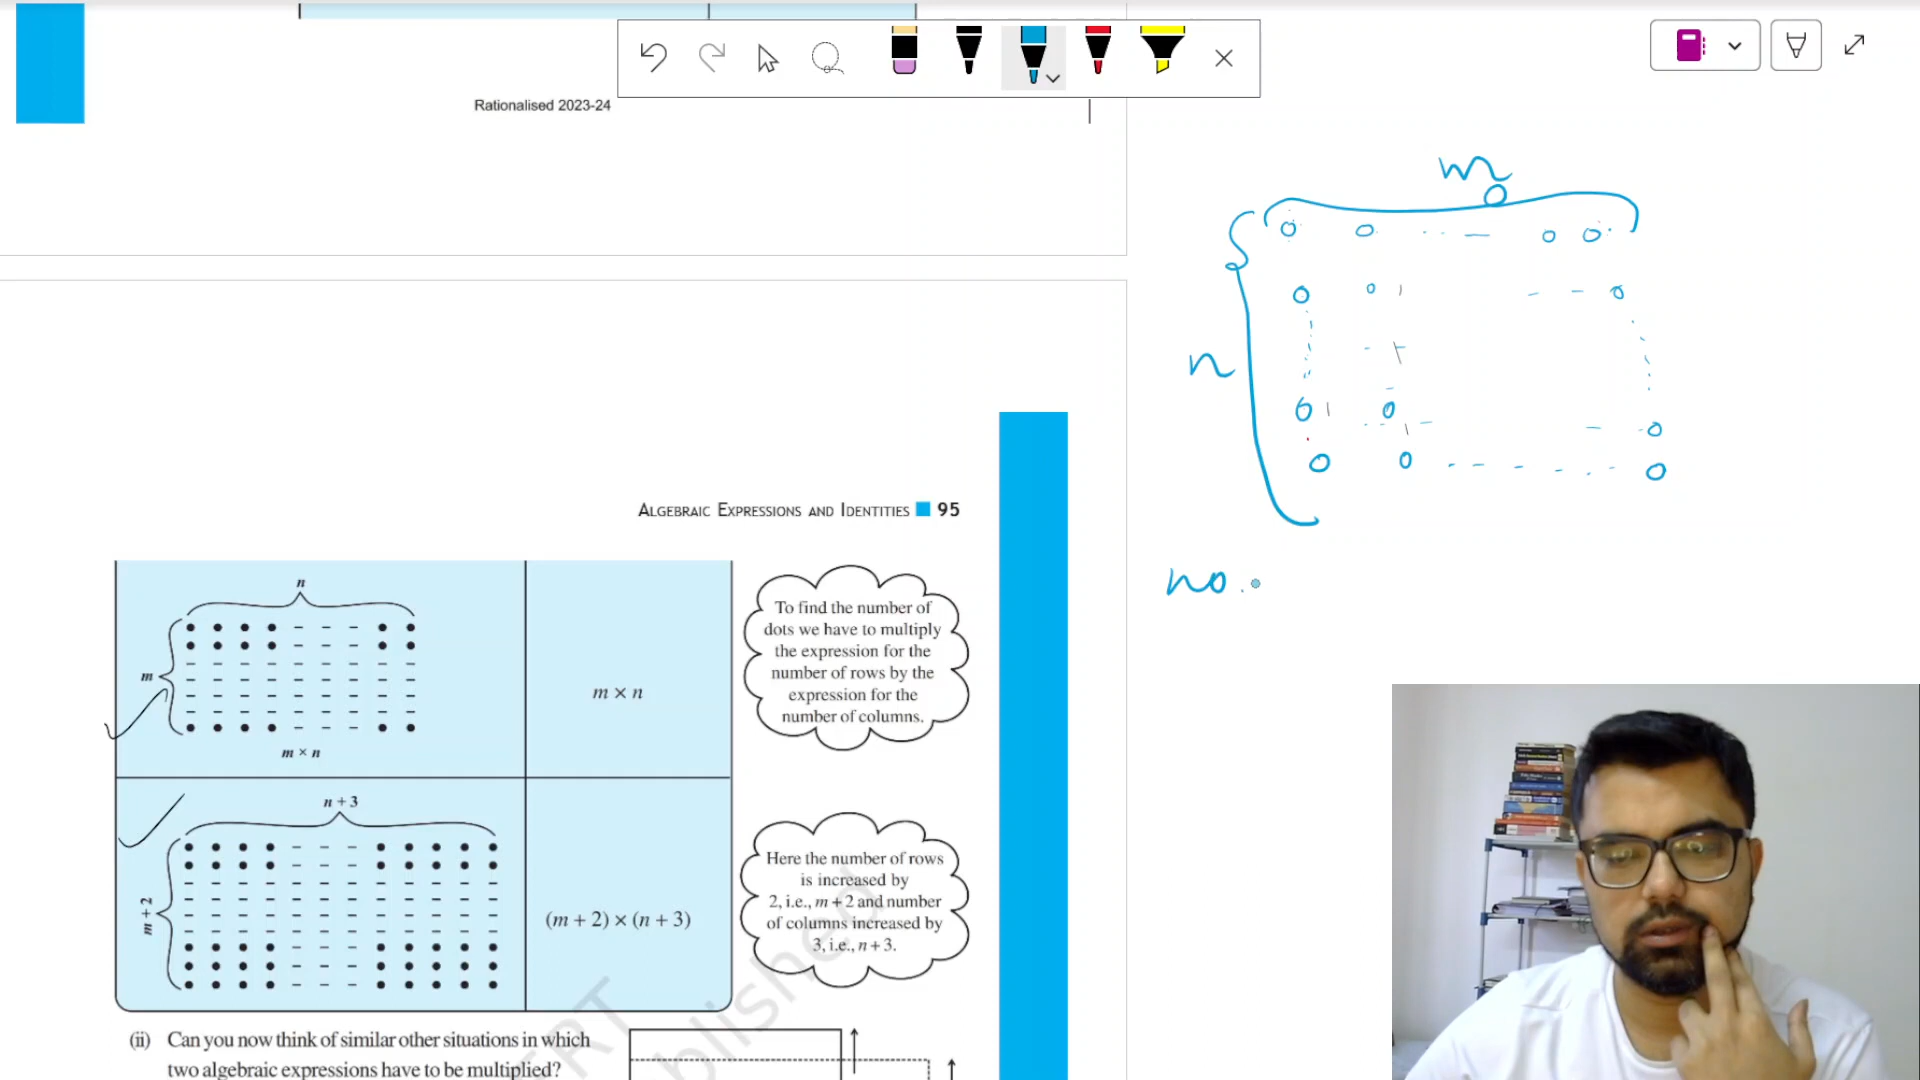 Rationalised 2023-24
ALGEBRAIC EXPRESSIONS AND IDENTITIES 95
n
m
m × n
m × n
To find the number of
dots we have to multiply
the expression for the
number of rows by the
expression for the
number of columns.
n + 3
m + 2
(m + 2) × (n + 3)
Here the number of rows
is increased by
2, i.e., m + 2 and number
of columns increased by
3, i.e., n + 3.
(ii) Can you now think of similar other situations in which
two algebraic expressions have to be multiplied?
m
n
no.